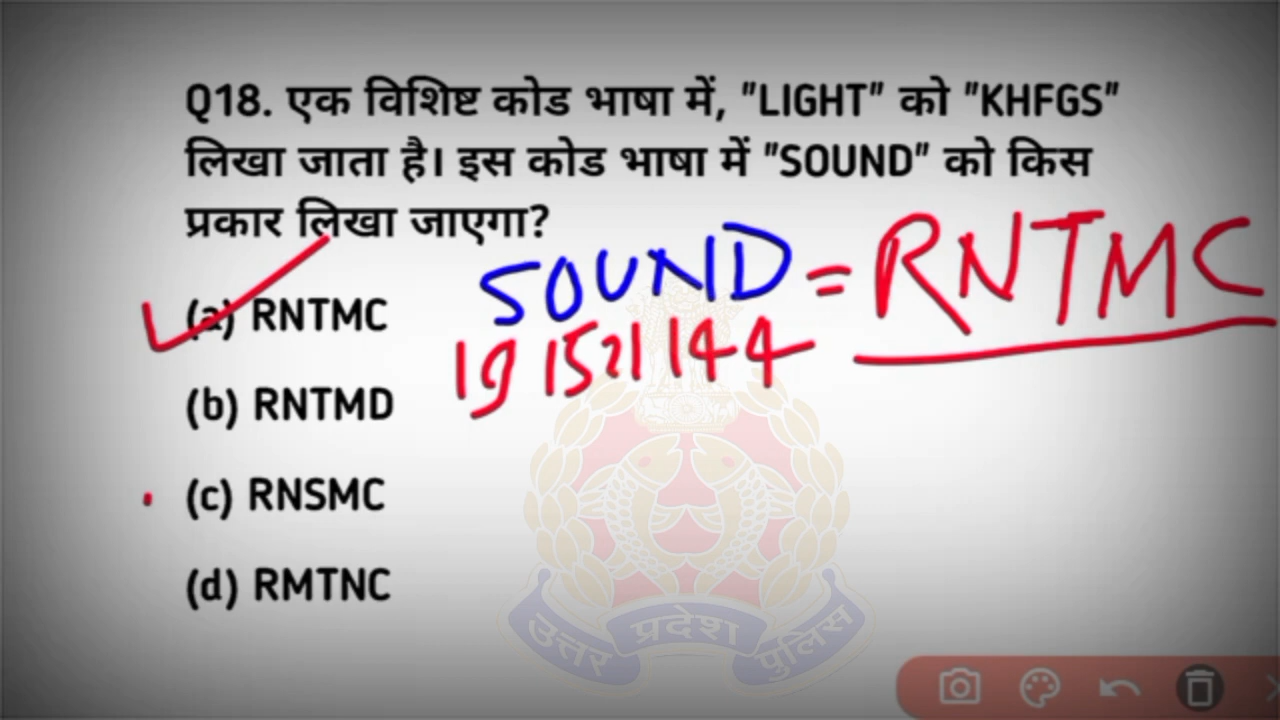 Q18. एक विशिष्ट कोड भाषा में, "LIGHT" को "KHFGS"
लिखा जाता है। इस कोड भाषा में "SOUND" को किस
प्रकार लिखा जाएगा?
SOUND = RNTMC
19 15 21 14 4
(a) RNTMC
(b) RNTMD
(c) RNSMC
(d) RMTNC
उत्तर प्रदेश पुलिस